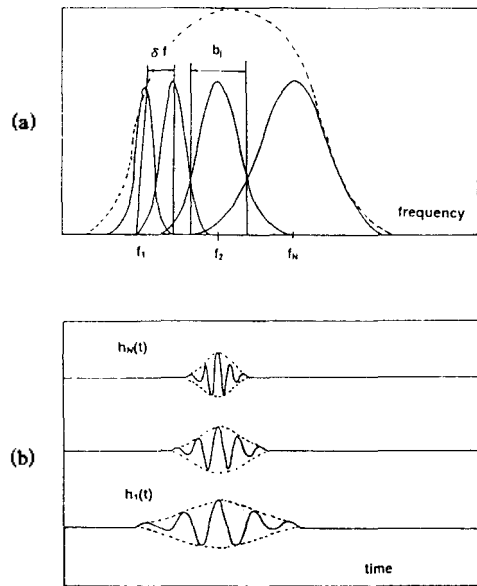 (a)
δ f
b_i
frequency
f_1
f_2
f_N
(b)
h_N(t)
h_1(t)
time